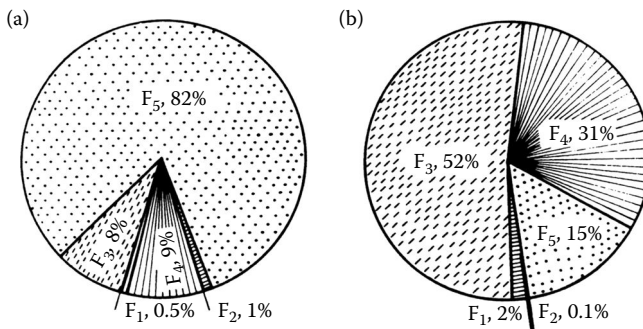 (a)
F5, 82%
F3, 8%
F4, 9%
F1, 0.5%
F2, 1%
(b)
F4, 31%
F3, 52%
F5, 15%
F1, 2%
F2, 0.1%